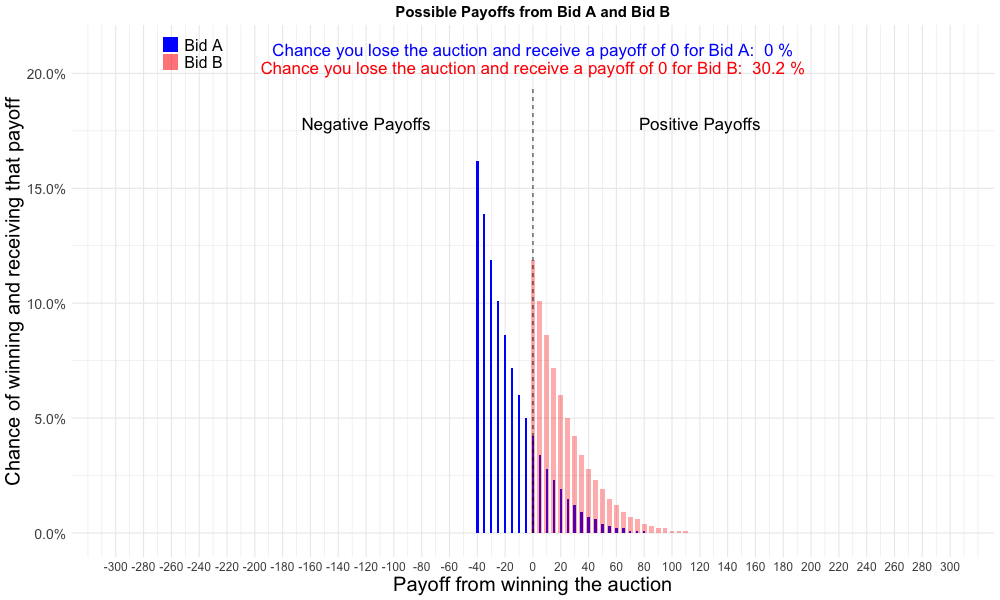 Possible Payoffs from Bid A and Bid B
Bid A
Bid B
Chance you lose the auction and receive a payoff of 0 for Bid A:  0 %
Chance you lose the auction and receive a payoff of 0 for Bid B:  30.2 %
Negative Payoffs
Positive Payoffs
Chance of winning and receiving that payoff
20.0%
15.0%
10.0%
5.0%
0.0%
-300 -280 -260 -240 -220 -200 -180 -160 -140 -120 -100 -80 -60 -40 -20 0 20 40 60 80 100 120 140 160 180 200 220 240 260 280 300
Payoff from winning the auction